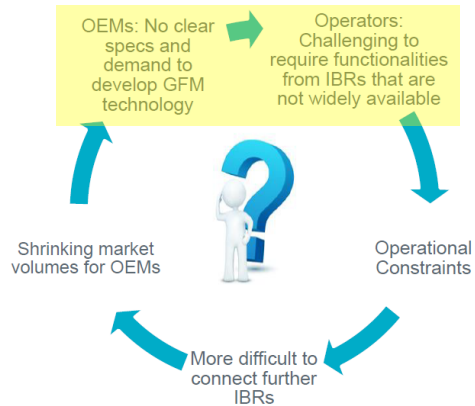 OEMs: No clear
specs and
demand to
develop GFM
technology
Operators:
Challenging to
require functionalities
from IBRs that are
not widely available
Operational
Constraints
More difficult to
connect further
IBRs
Shrinking market
volumes for OEMs